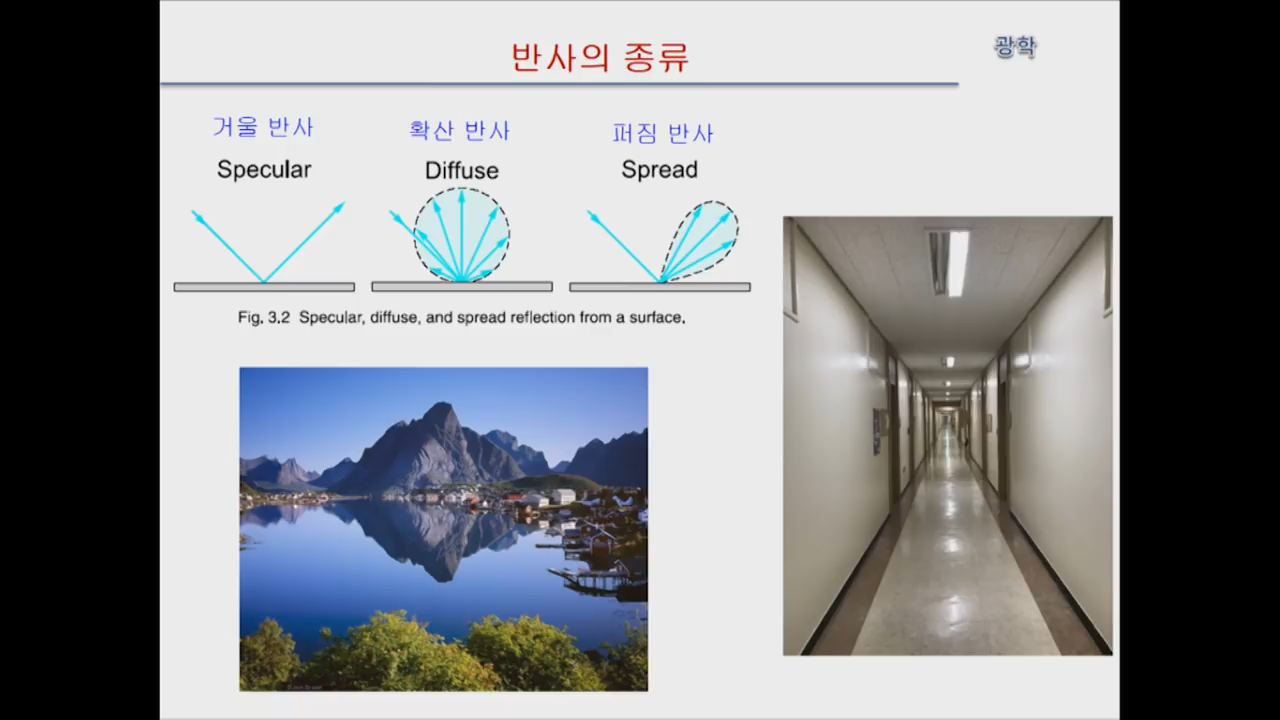 반사의 종류
광학
거울 반사
확산 반사
퍼짐 반사
Specular
Diffuse
Spread
Fig. 3.2 Specular, diffuse, and spread reflection from a surface.